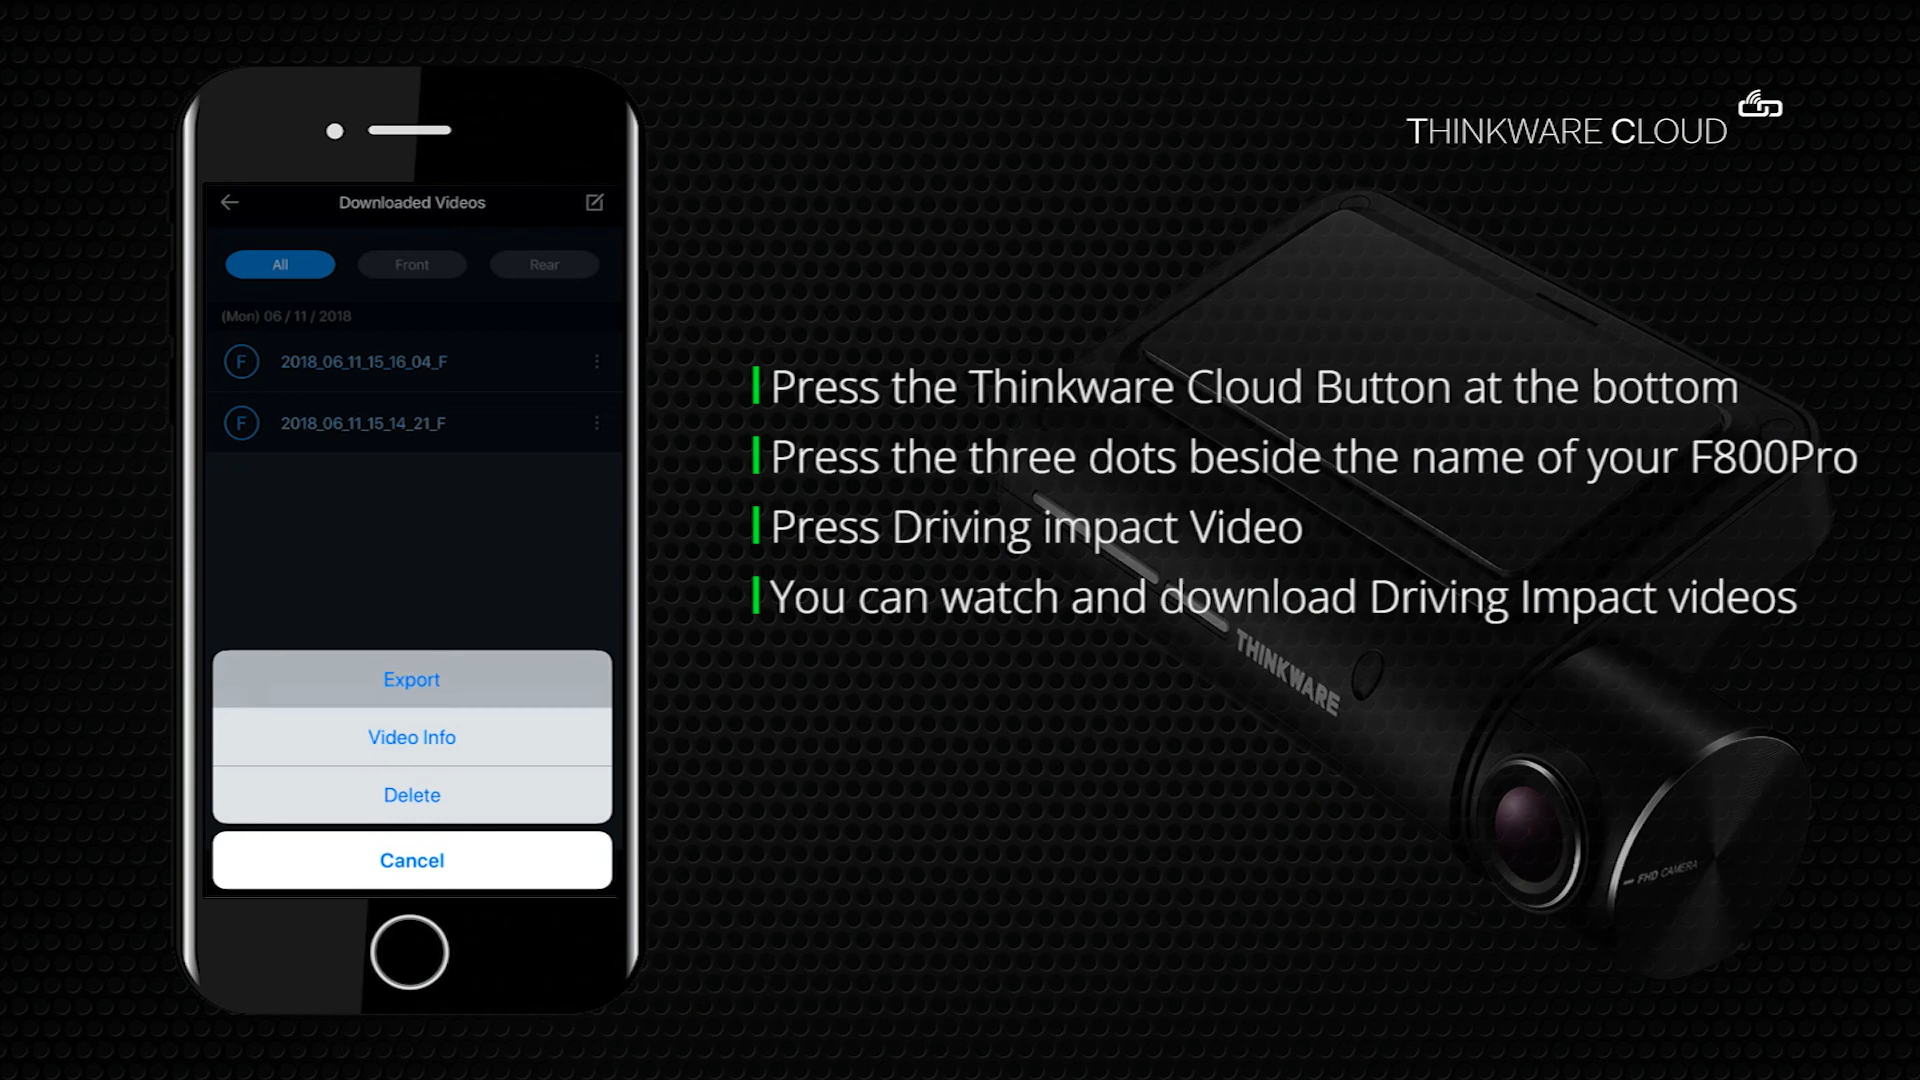 THINKWARE CLOUD
Downloaded Videos
All
Front
Rear
(Mon) 06 / 11 / 2018
F
2018_06_11_15_16_04_F
F
2018_06_11_15_14_21_F
Export
Video Info
Delete
Cancel
Press the Thinkware Cloud Button at the bottom
Press the three dots beside the name of your F800Pro
Press Driving impact Video
You can watch and download Driving Impact videos
THINKWARE
FHD CAMERA